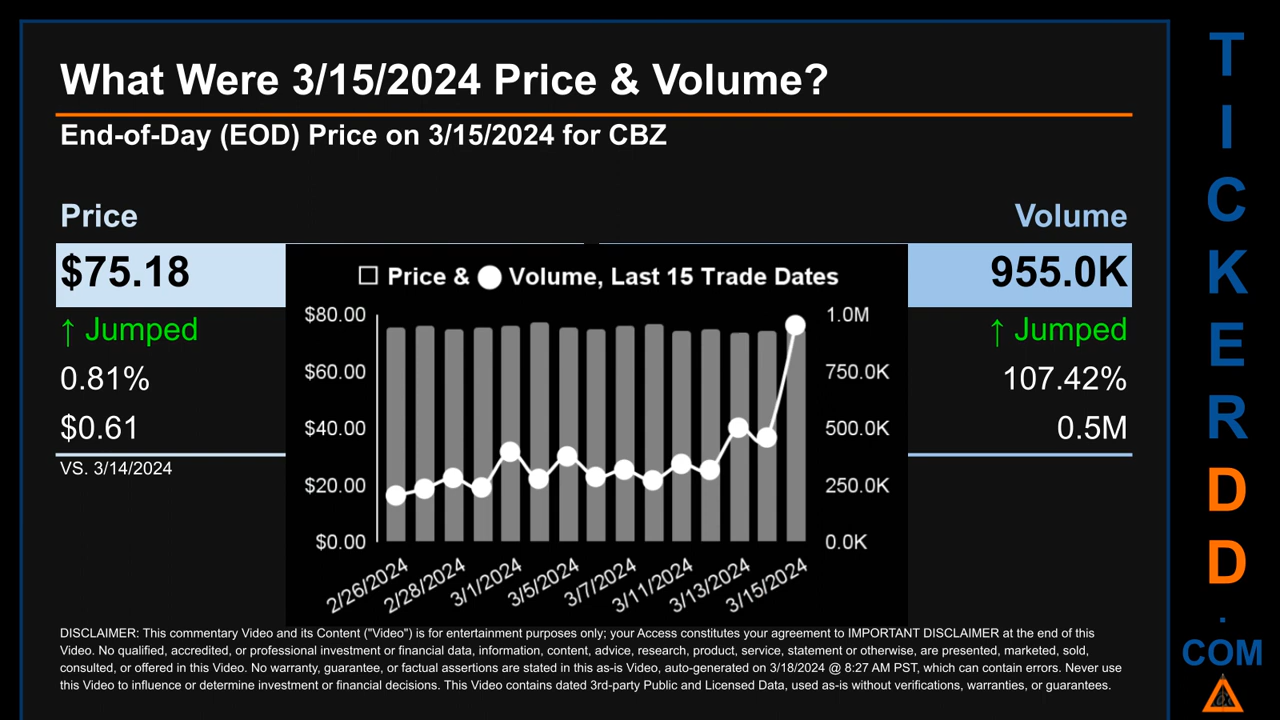 What Were 3/15/2024 Price & Volume?
End-of-Day (EOD) Price on 3/15/2024 for CBZ
Price
Volume
$75.18
955.0K
↑ Jumped
↑ Jumped
0.81%
107.42%
$0.61
0.5M
VS. 3/14/2024
Price & Volume, Last 15 Trade Dates
$80.00
1.0M
$60.00
750.0K
$40.00
500.0K
$20.00
250.0K
$0.00
0.0K
2/26/2024
2/28/2024
3/1/2024
3/5/2024
3/7/2024
3/11/2024
3/13/2024
3/15/2024
DISCLAIMER: This commentary Video and its Content ("Video") is for entertainment purposes only; your Access constitutes your agreement to IMPORTANT DISCLAIMER at the end of this
Video. No qualified, accredited, or professional investment or financial data, information, content, advice, research, product, service, statement or otherwise, are presented, marketed, sold,
consulted, or offered in this Video. No warranty, guarantee, or factual assertions are stated in this as-is Video, auto-generated on 3/18/2024 @ 8:27 AM PST, which can contain errors. Never use
this Video to influence or determine investment or financial decisions. This Video contains dated 3rd-party Public and Licensed Data, used as-is without verifications, warranties, or guarantees.
T
I
C
K
E
R
D
D
.
COM